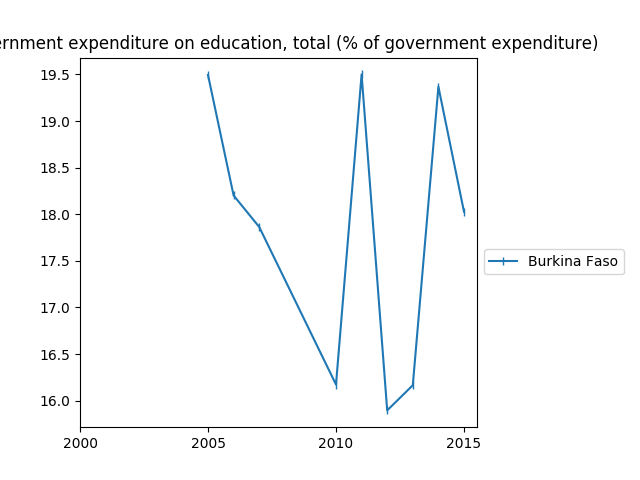 ernment expenditure on education, total (% of government expenditure)
19.5
19.0
18.5
18.0
17.5
17.0
16.5
16.0
2000 2005 2010 2015
Burkina Faso